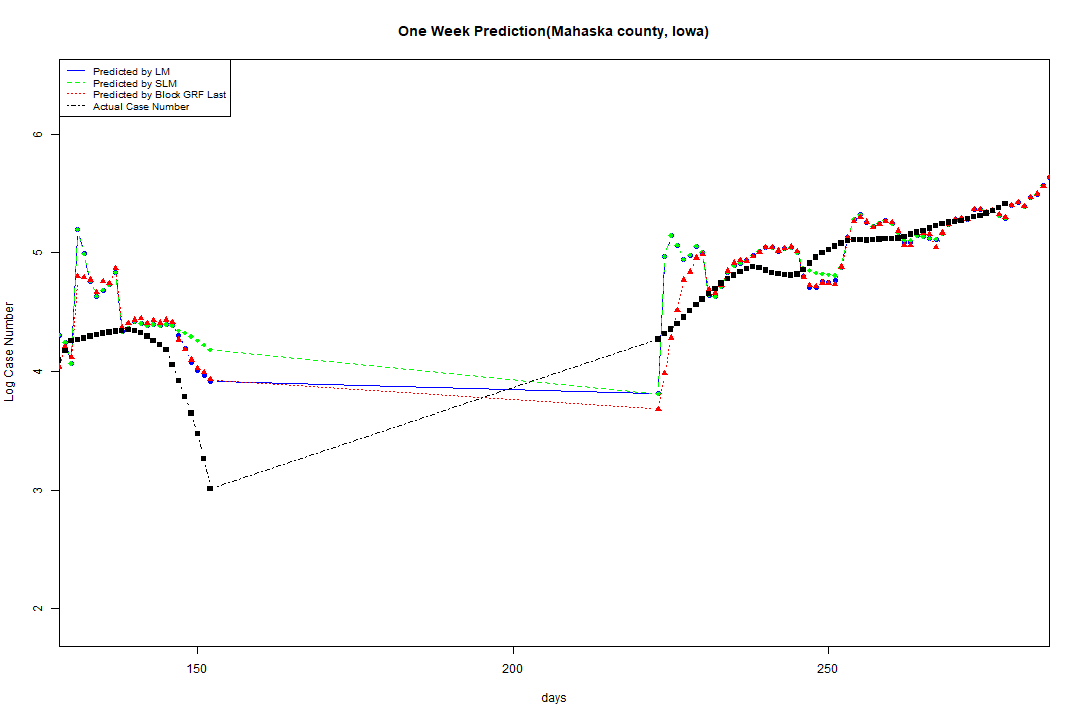 One Week Prediction(Mahaska county, Iowa)
Predicted by LM
Predicted by SLM
Predicted by Block GRF Last
Actual Case Number
6
5
4
3
2
Log Case Number
150
200
250
days